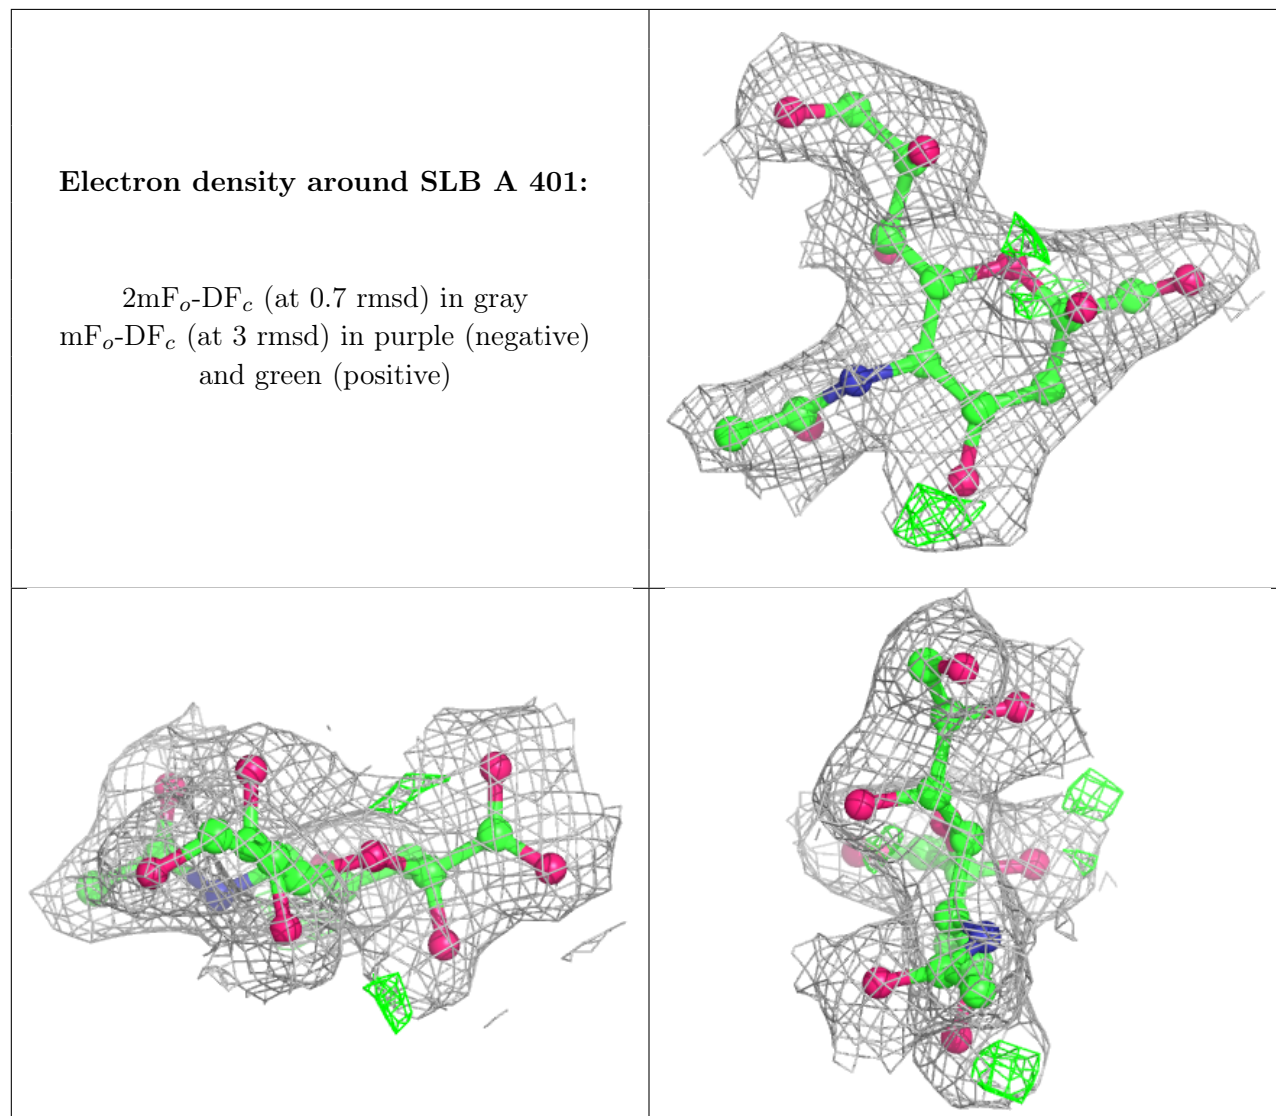 Electron density around SLB A 401:
2mFₒ-DF𝒸 (at 0.7 rmsd) in gray
mFₒ-DF𝒸 (at 3 rmsd) in purple (negative)
and green (positive)